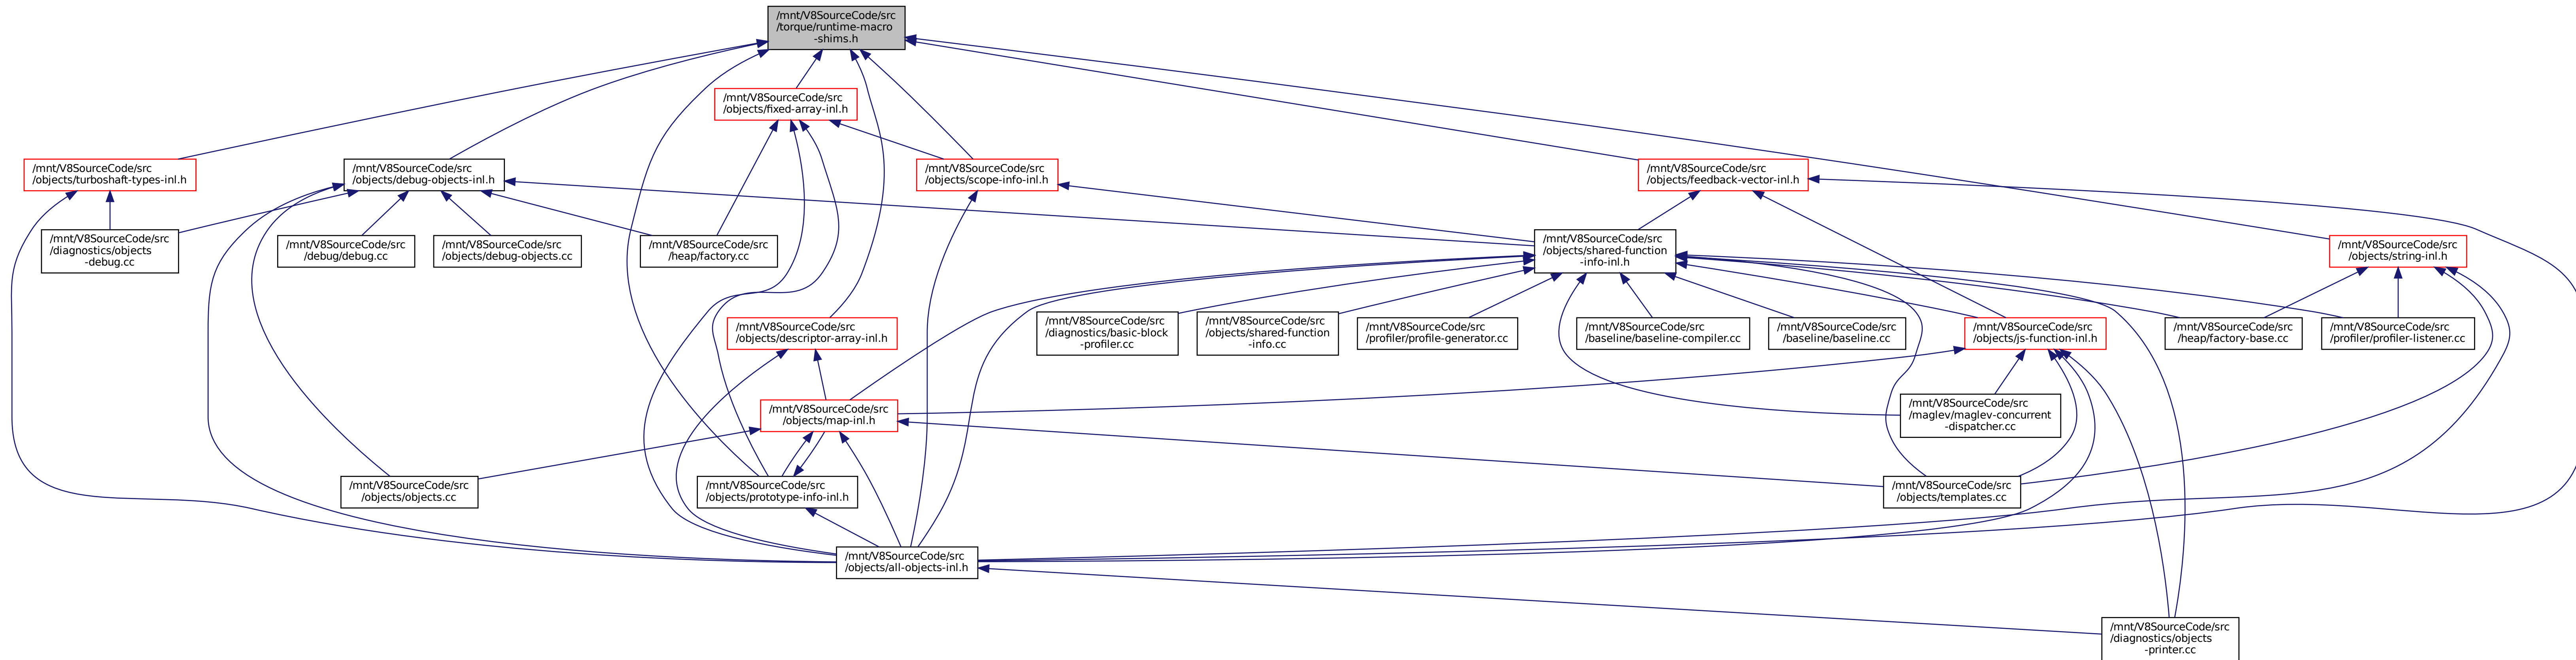 /mnt/V8SourceCode/src
/torque/runtime-macro
-shims.h
/mnt/V8SourceCode/src
/objects/fixed-array-inl.h
/mnt/V8SourceCode/src
/objects/turboshaft-types-inl.h
/mnt/V8SourceCode/src
/objects/debug-objects-inl.h
/mnt/V8SourceCode/src
/objects/scope-info-inl.h
/mnt/V8SourceCode/src
/objects/feedback-vector-inl.h
/mnt/V8SourceCode/src
/diagnostics/objects
-debug.cc
/mnt/V8SourceCode/src
/debug/debug.cc
/mnt/V8SourceCode/src
/objects/debug-objects.cc
/mnt/V8SourceCode/src
/heap/factory.cc
/mnt/V8SourceCode/src
/objects/shared-function
-info-inl.h
/mnt/V8SourceCode/src
/objects/string-inl.h
/mnt/V8SourceCode/src
/objects/descriptor-array-inl.h
/mnt/V8SourceCode/src
/diagnostics/basic-block
-profiler.cc
/mnt/V8SourceCode/src
/objects/shared-function
-info.cc
/mnt/V8SourceCode/src
/profiler/profile-generator.cc
/mnt/V8SourceCode/src
/baseline/baseline-compiler.cc
/mnt/V8SourceCode/src
/baseline/baseline.cc
/mnt/V8SourceCode/src
/objects/js-function-inl.h
/mnt/V8SourceCode/src
/heap/factory-base.cc
/mnt/V8SourceCode/src
/profiler/profiler-listener.cc
/mnt/V8SourceCode/src
/objects/map-inl.h
/mnt/V8SourceCode/src
/maglev/maglev-concurrent
-dispatcher.cc
/mnt/V8SourceCode/src
/objects/objects.cc
/mnt/V8SourceCode/src
/objects/prototype-info-inl.h
/mnt/V8SourceCode/src
/objects/templates.cc
/mnt/V8SourceCode/src
/objects/all-objects-inl.h
/mnt/V8SourceCode/src
/diagnostics/objects
-printer.cc